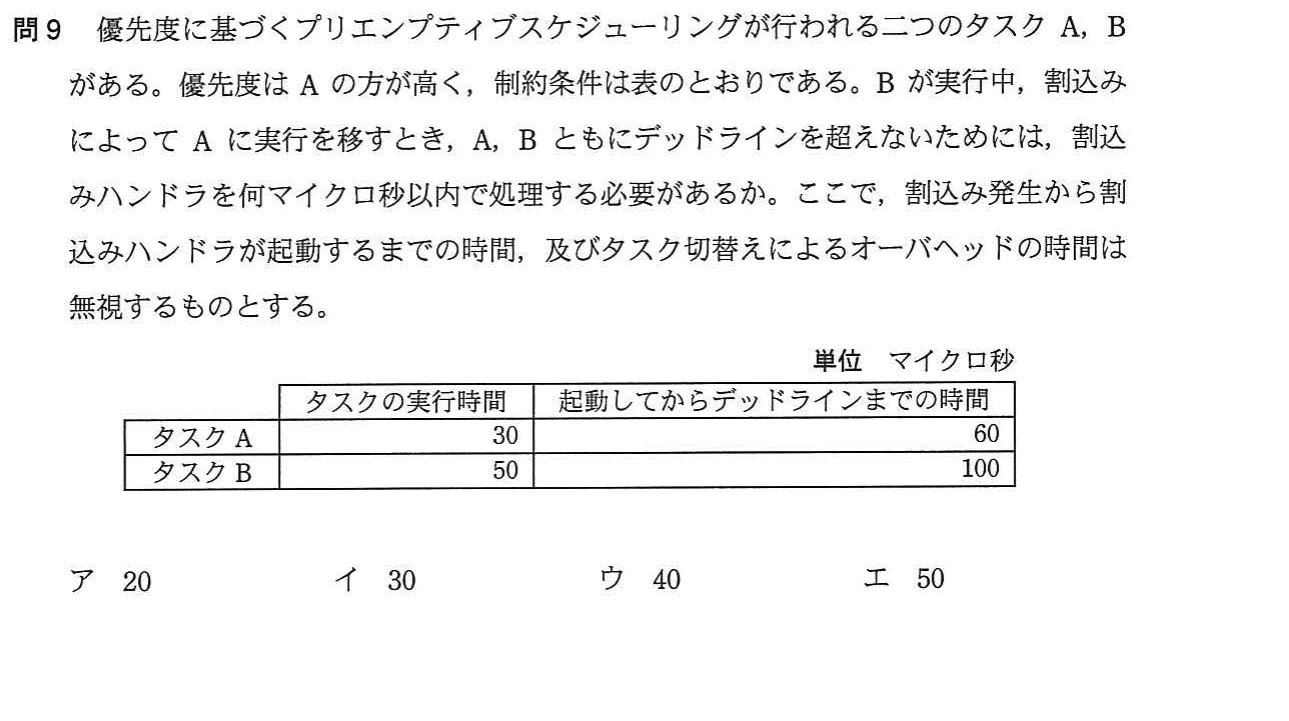 問9 優先度に基づくプリエンプティブスケジューリングが行われる二つのタスク A，B
がある。優先度は A の方が高く，制約条件は表のとおりである。B が実行中，割込み
によって A に実行を移すとき，A，B ともにデッドラインを超えないためには，割込
みハンドラを何マイクロ秒以内で処理する必要があるか。ここで，割込み発生から割
込みハンドラが起動するまでの時間，及びタスク切替えによるオーバヘッドの時間は
無視するものとする。
単位 マイクロ秒
タスクの実行時間 起動してからデッドラインまでの時間
タスク A 30 60
タスク B 50 100
ア 20 イ 30 ウ 40 エ 50